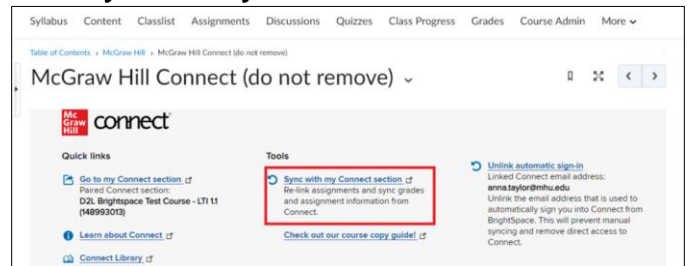 Syllabus Content Classlist Assignments Discussions Quizzes Class Progress Grades Course Admin More
Table of Contents › McGraw Hill › McGraw Hill Connect (do not remove)
McGraw Hill Connect (do not remove)
Mc
Graw
Hill
connect
Quick links
Go to my Connect section
Paired Connect section:
D2L Brightspace Test Course - LTI 1.1
(148993013)
Learn about Connect
Connect Library
Tools
Sync with my Connect section
Re-link assignments and sync grades
and assignment information from
Connect.
Check out our course copy guide!
Unlink automatic sign-in
Linked Connect email address:
anna.taylor@mhu.edu
Unlink the email address that is used to
automatically sign you into Connect from
BrightSpace. This will prevent manual
syncing and remove direct access to
Connect.